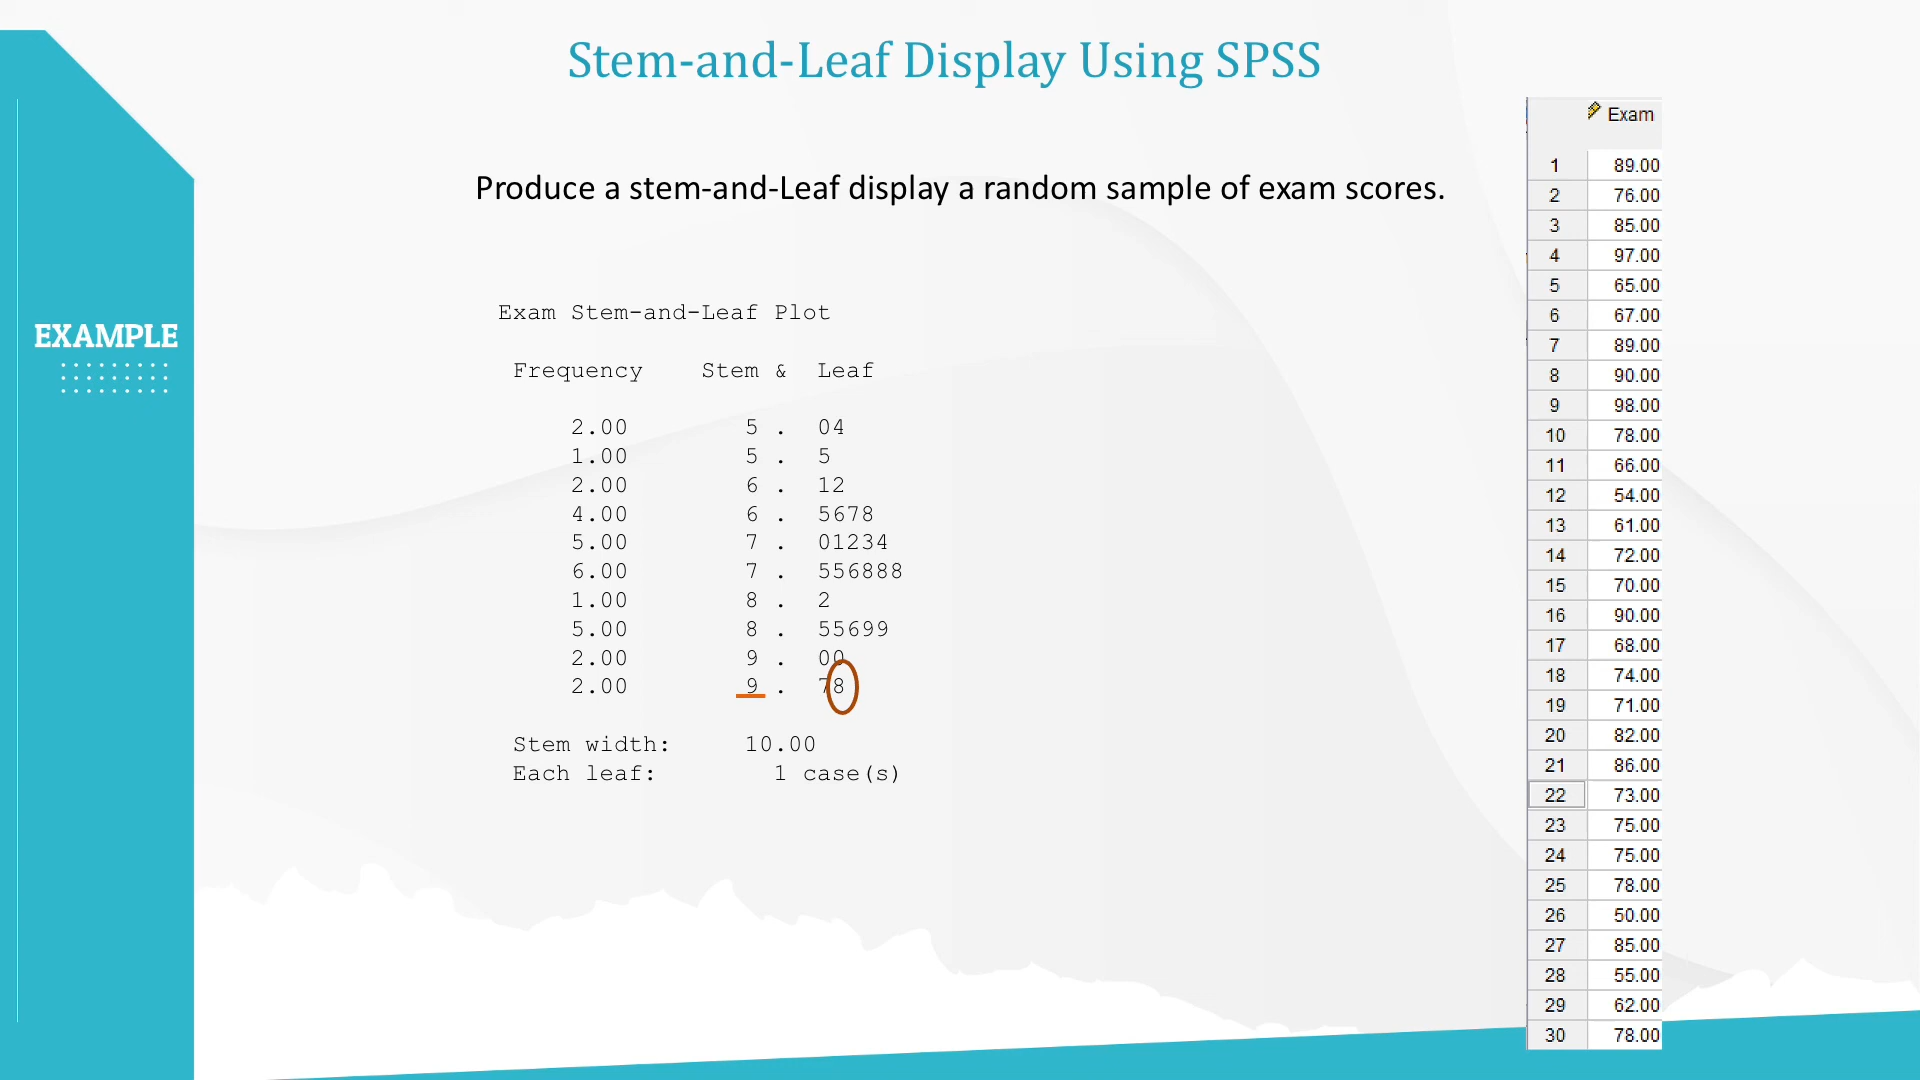 Stem-and-Leaf Display Using SPSS
Produce a stem-and-Leaf display a random sample of exam scores.
EXAMPLE
Exam Stem-and-Leaf Plot
Frequency Stem & Leaf
2.00 5 . 04
1.00 5 . 5
2.00 6 . 12
4.00 6 . 5678
5.00 7 . 01234
6.00 7 . 556888
1.00 8 . 2
5.00 8 . 55699
2.00 9 . 00
2.00 9 . 78
Stem width: 10.00
Each leaf: 1 case(s)
Exam
1 89.00
2 76.00
3 85.00
4 97.00
5 65.00
6 67.00
7 89.00
8 90.00
9 98.00
10 78.00
11 66.00
12 54.00
13 61.00
14 72.00
15 70.00
16 90.00
17 68.00
18 74.00
19 71.00
20 82.00
21 86.00
22 73.00
23 75.00
24 75.00
25 78.00
26 50.00
27 85.00
28 55.00
29 62.00
30 78.00